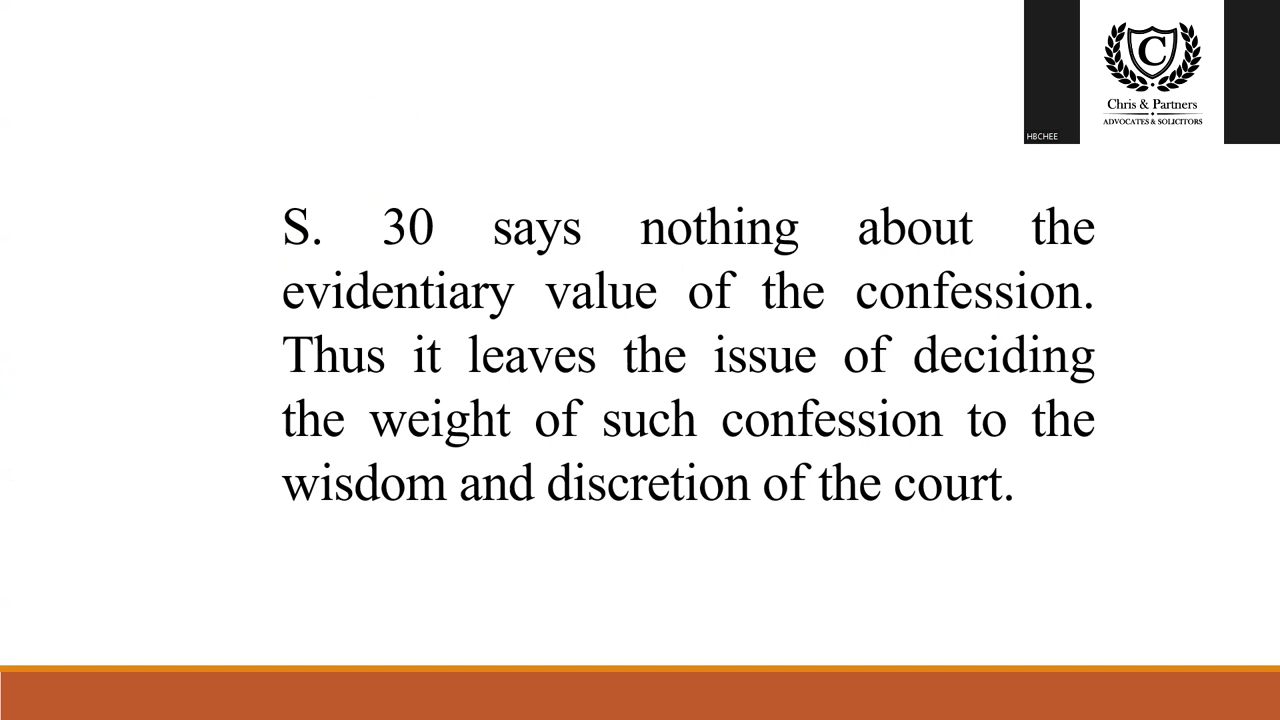 C
Chris & Partners
ADVOCATES & SOLICITORS
HBCHEE
S. 30 says nothing about the
evidentiary value of the confession.
Thus it leaves the issue of deciding
the weight of such confession to the
wisdom and discretion of the court.